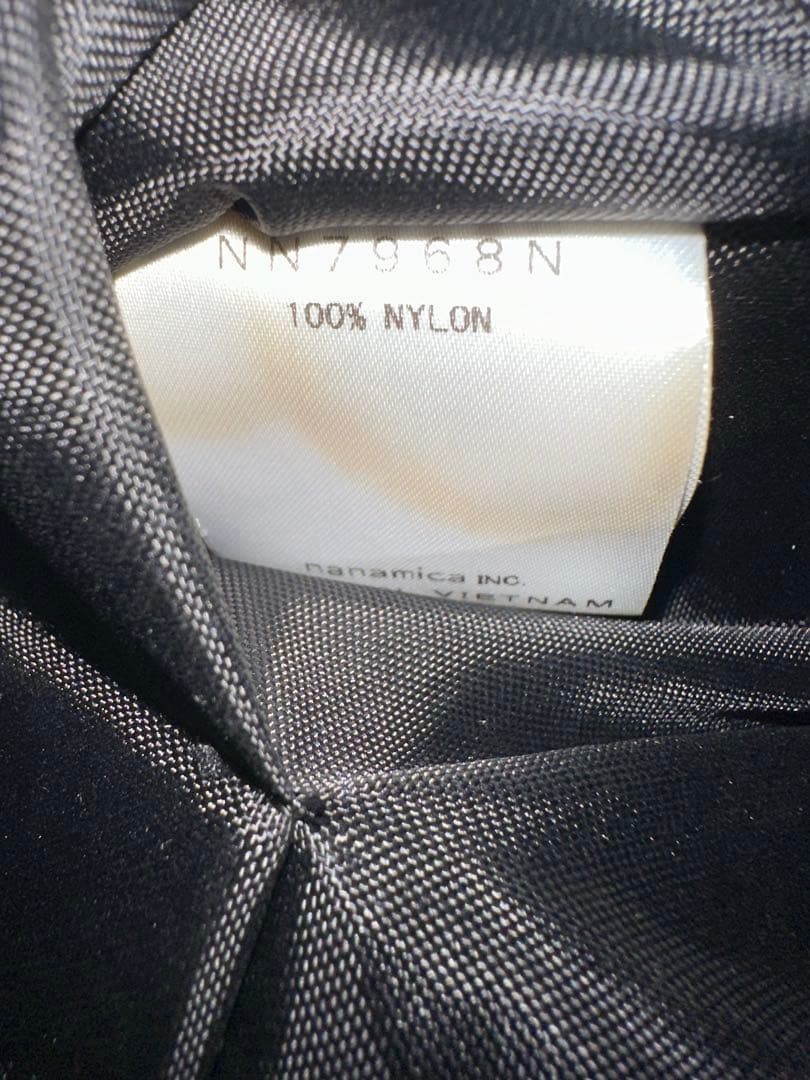 NN7968N
100% NYLON
nanamica INC.
VIETNAM